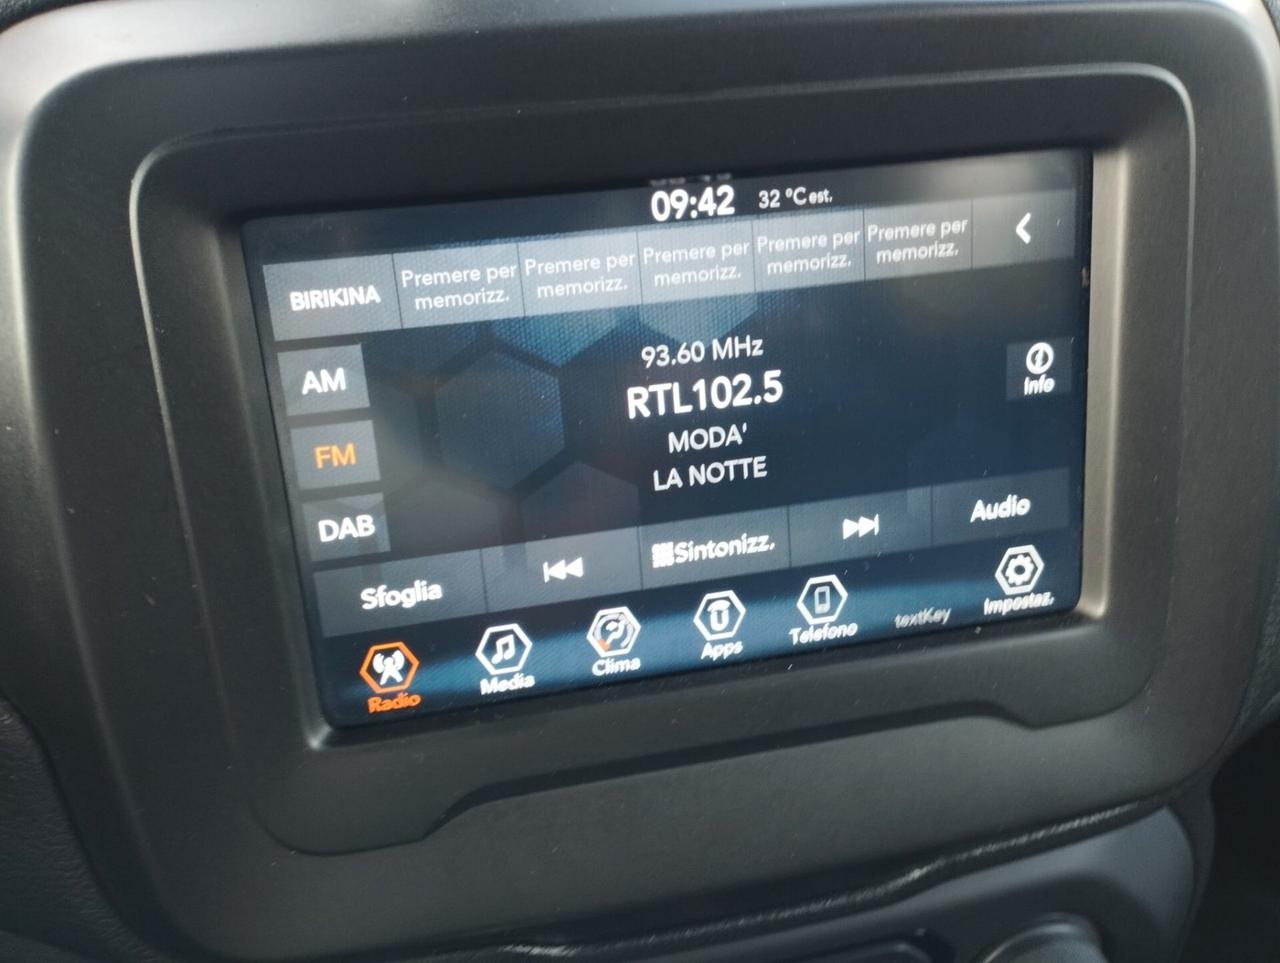 09:42 32 °C est.
BIRIKINA
Premere per
memorizz.
Premere per
memorizz.
Premere per
memorizz.
Premere per
memorizz.
Premere per
memorizz.
AM
FM
DAB
93.60 MHz
RTL102.5
MODA'
LA NOTTE
Info
Sfoglia
Sintonizz.
Audio
Radio
Media
Clima
Apps
Telefono
textKey
Impostaz.